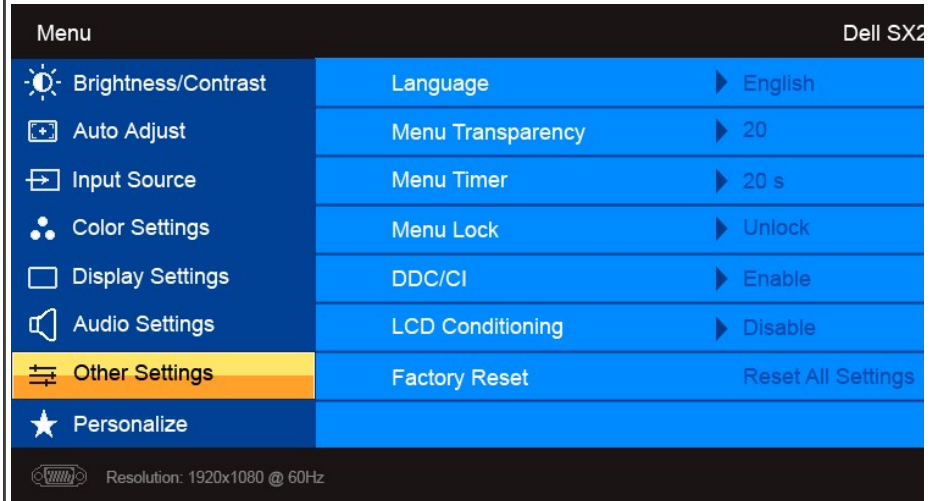 Menu Dell SX2
Brightness/Contrast
Auto Adjust
Input Source
Color Settings
Display Settings
Audio Settings
Other Settings
Personalize
Language English
Menu Transparency 20
Menu Timer 20 s
Menu Lock Unlock
DDC/CI Enable
LCD Conditioning Disable
Factory Reset Reset All Settings
Resolution: 1920x1080 @ 60Hz